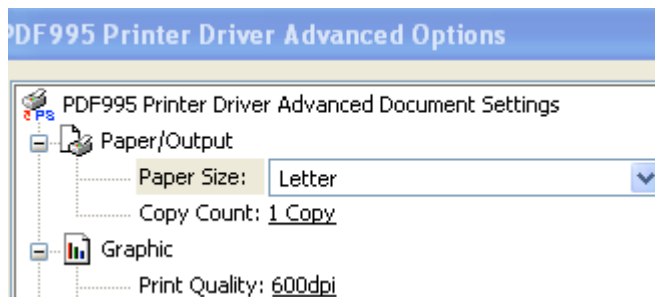 PDF995 Printer Driver Advanced Options
PS PDF995 Printer Driver Advanced Document Settings
Paper/Output
Paper Size: Letter
Copy Count: 1 Copy
Graphic
Print Quality: 600dpi